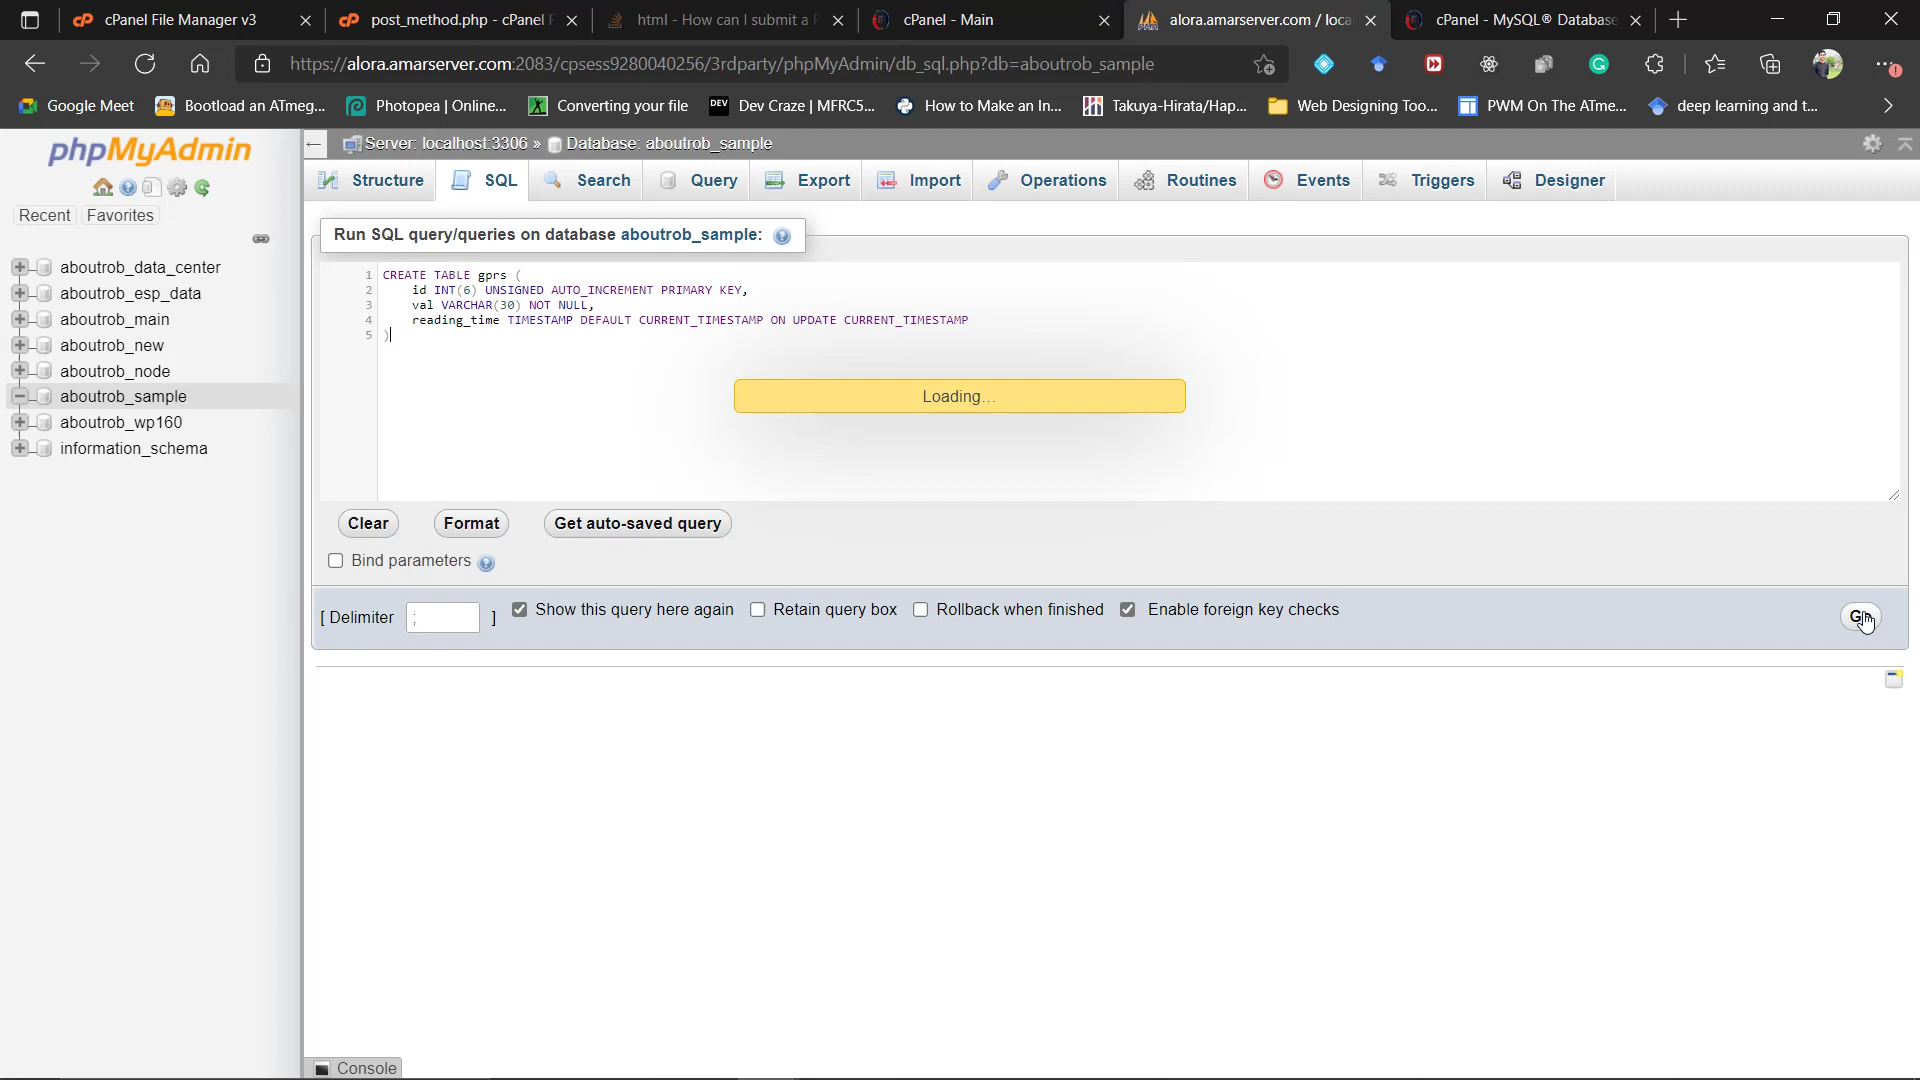 cPanel File Manager v3
post_method.php - cPanel F
html - How can I submit a P
cPanel - Main
alora.amarserver.com / loca
cPanel - MySQL® Database
https://alora.amarserver.com:2083/cpsess9280040256/3rdparty/phpMyAdmin/db_sql.php?db=aboutrob_sample
Google Meet
Bootload an ATmeg...
Photopea | Online...
Converting your file
DEV
Dev Craze | MFRC5...
How to Make an In...
Takuya-Hirata/Hap...
Web Designing Too...
PWM On The ATme...
deep learning and t...
phpMyAdmin
Recent
Favorites
aboutrob_data_center
aboutrob_esp_data
aboutrob_main
aboutrob_new
aboutrob_node
aboutrob_sample
aboutrob_wp160
information_schema
Server: localhost:3306 » Database: aboutrob_sample
Structure
SQL
Search
Query
Export
Import
Operations
Routines
Events
Triggers
Designer
Run SQL query/queries on database aboutrob_sample:
1 CREATE TABLE gprs (
2 id INT(6) UNSIGNED AUTO_INCREMENT PRIMARY KEY,
3 val VARCHAR(30) NOT NULL,
4 reading_time TIMESTAMP DEFAULT CURRENT_TIMESTAMP ON UPDATE CURRENT_TIMESTAMP
5 )
Loading...
Clear
Format
Get auto-saved query
Bind parameters
[ Delimiter ; ]
Show this query here again
Retain query box
Rollback when finished
Enable foreign key checks
Go
Console